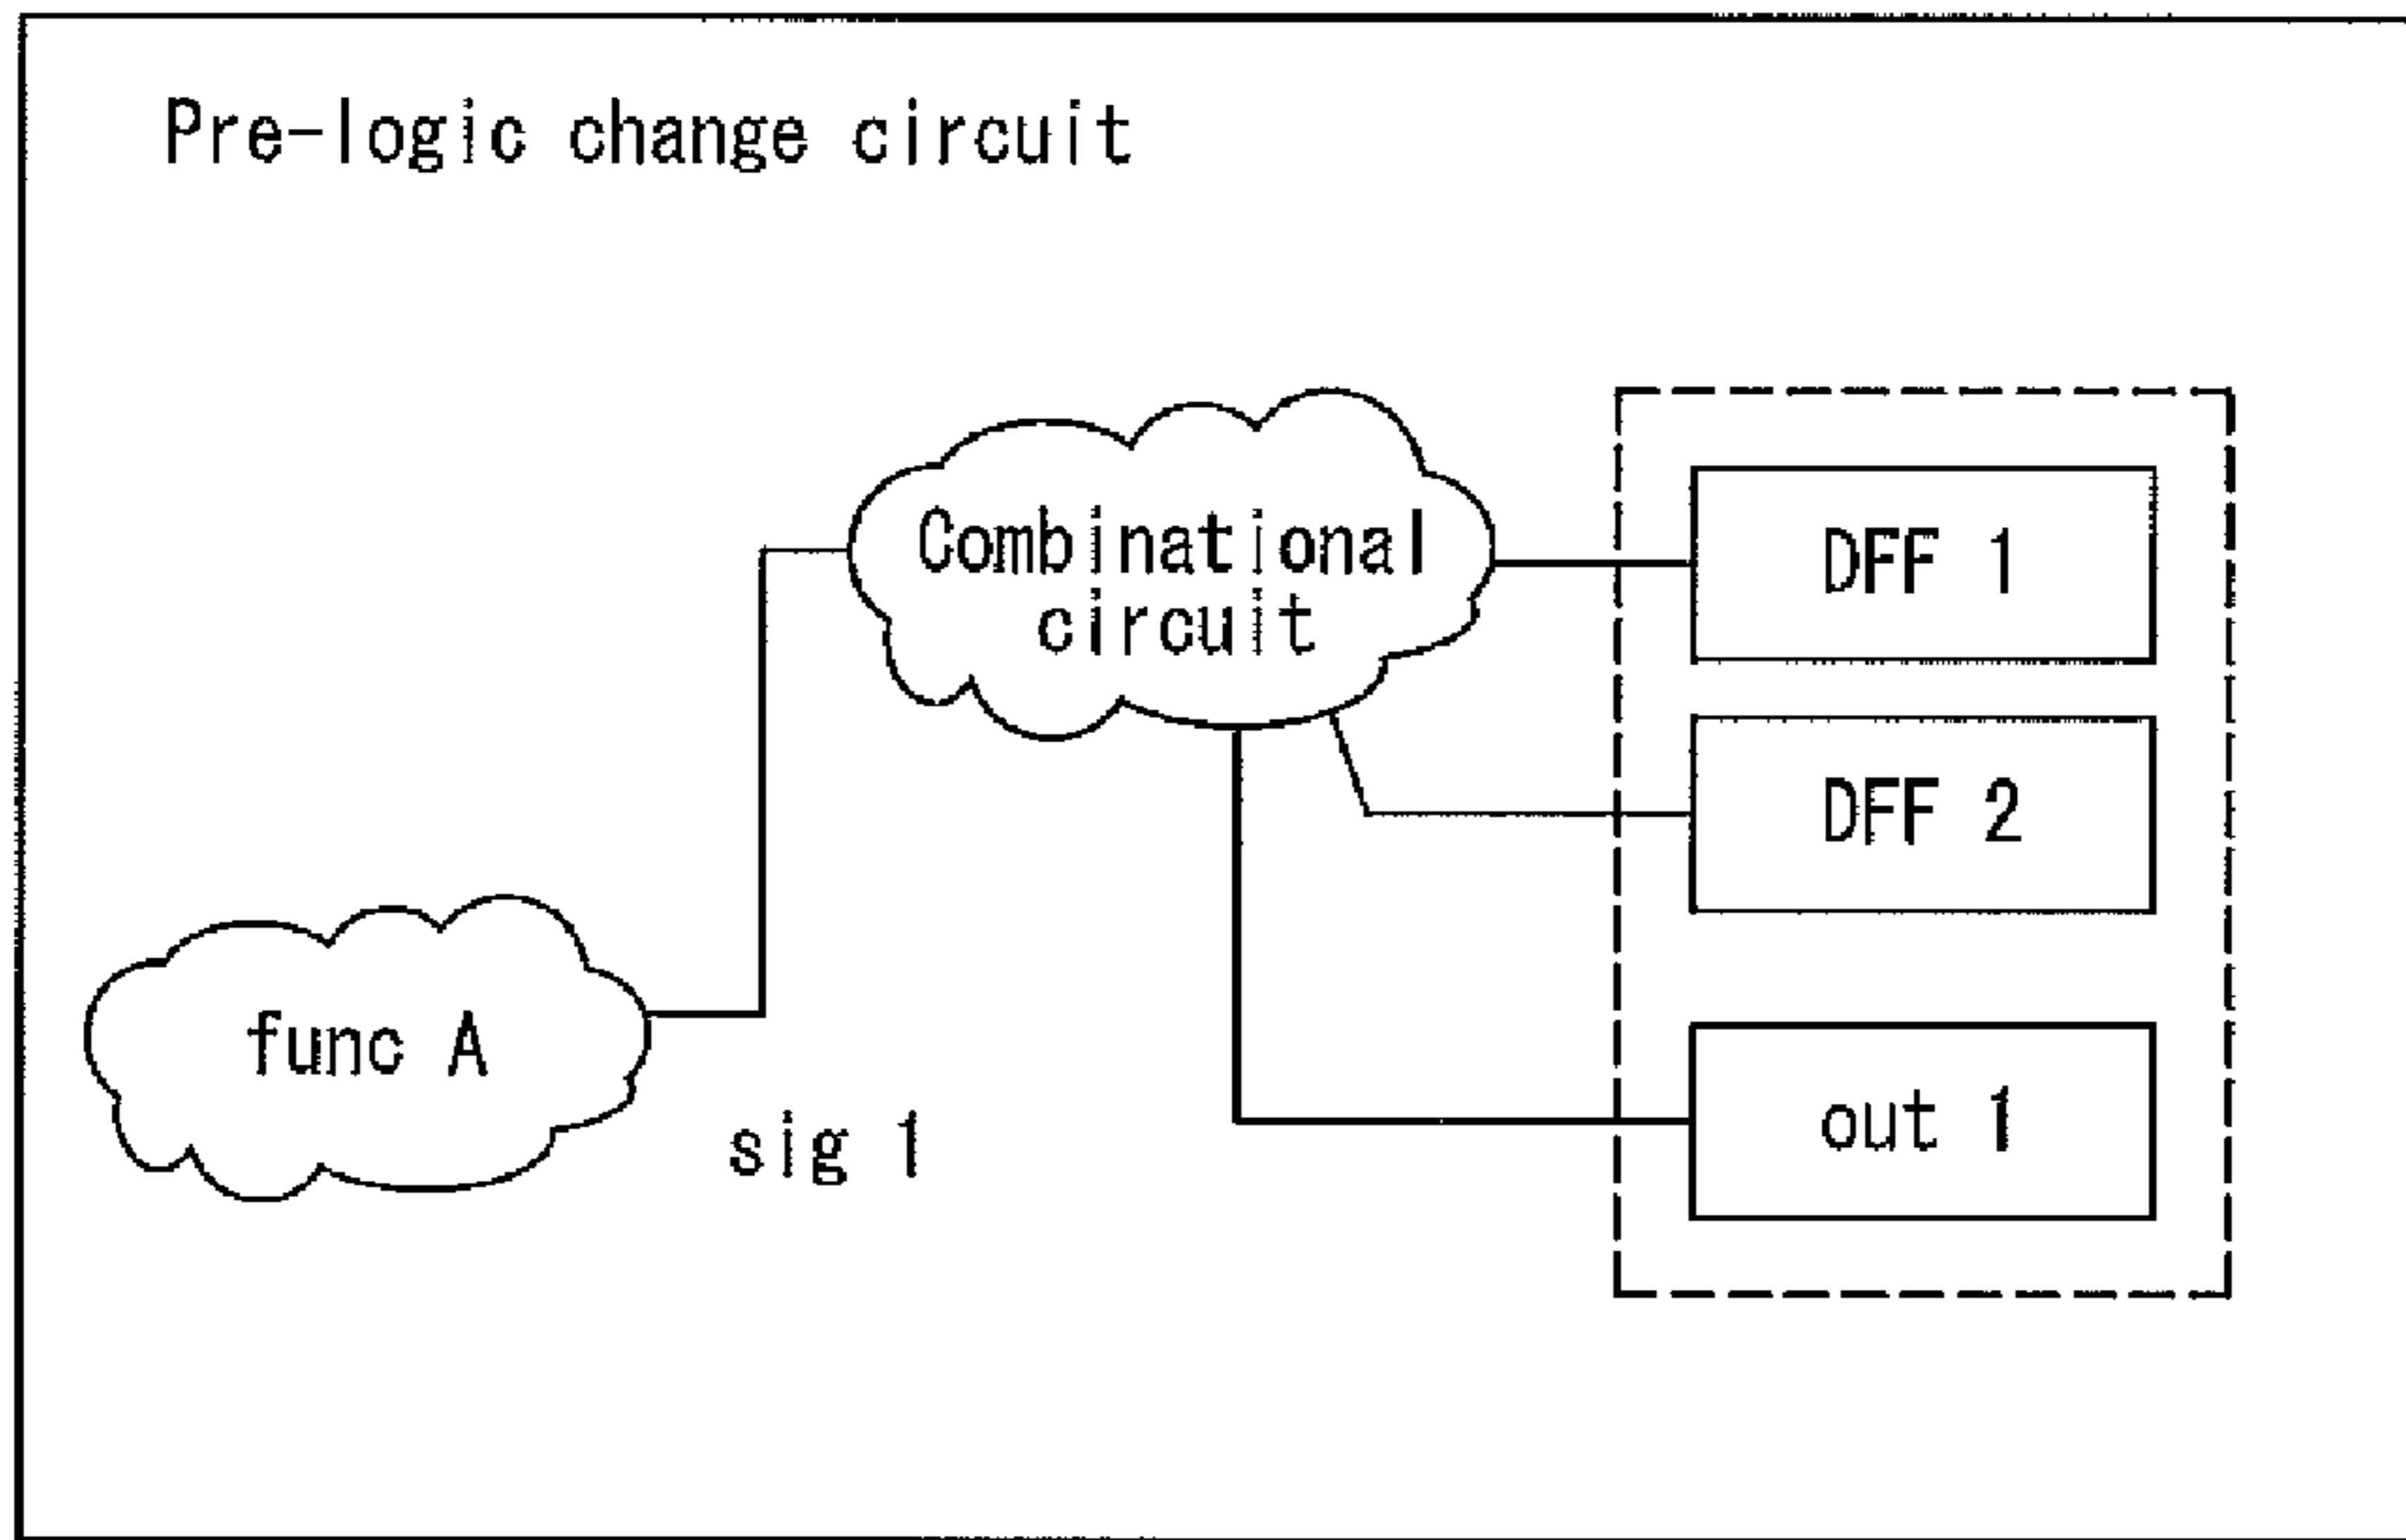 Pre-logic change circuit
Combinational
circuit
DFF 1
DFF 2
func A
sig 1
out 1